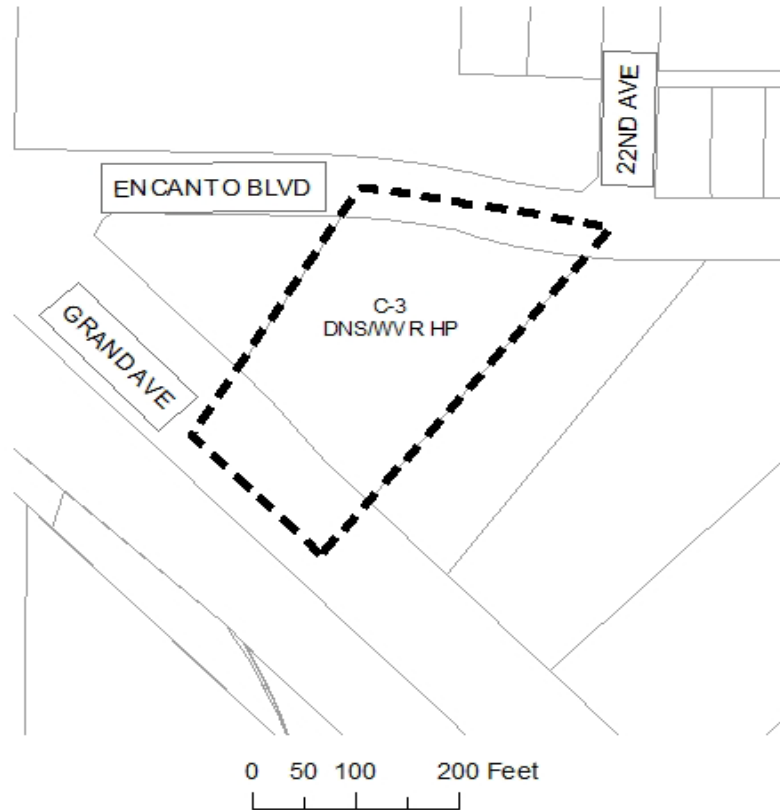 22ND AVE
ENCANTO BLVD
C-3
DNS/WVR HP
GRAND AVE
0 50 100 200 Feet